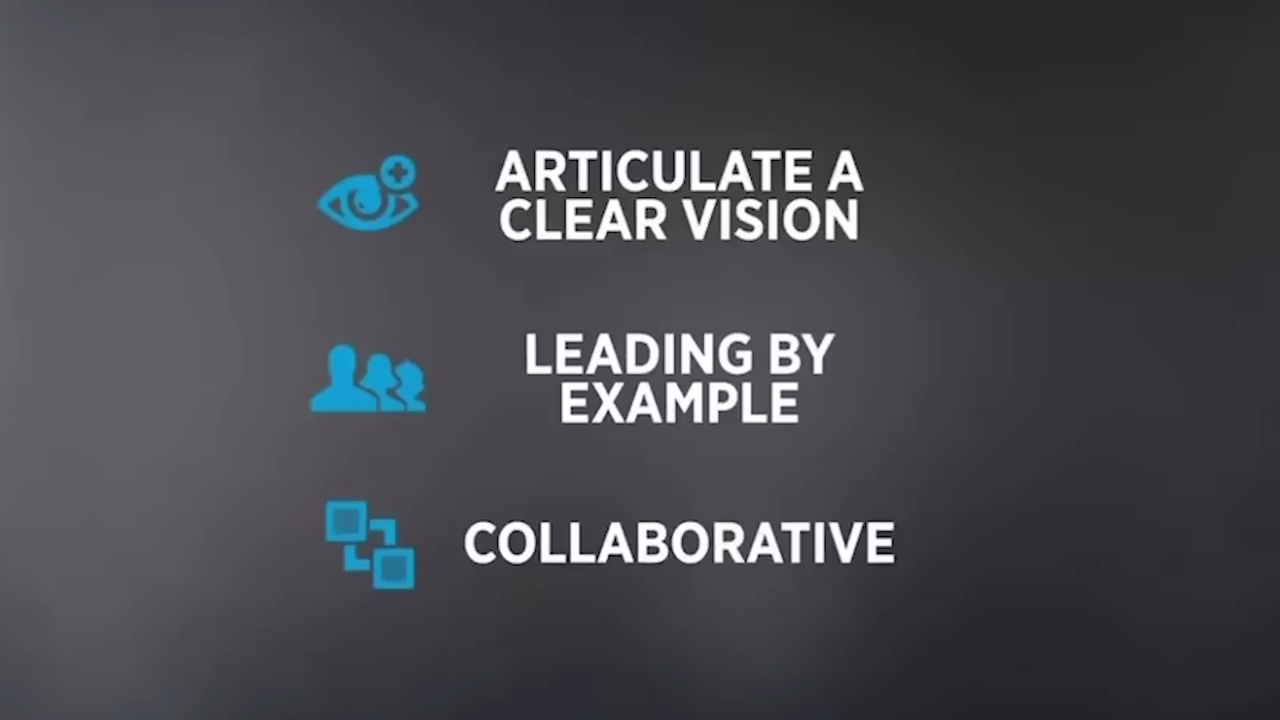 ARTICULATE A
CLEAR VISION
LEADING BY
EXAMPLE
COLLABORATIVE